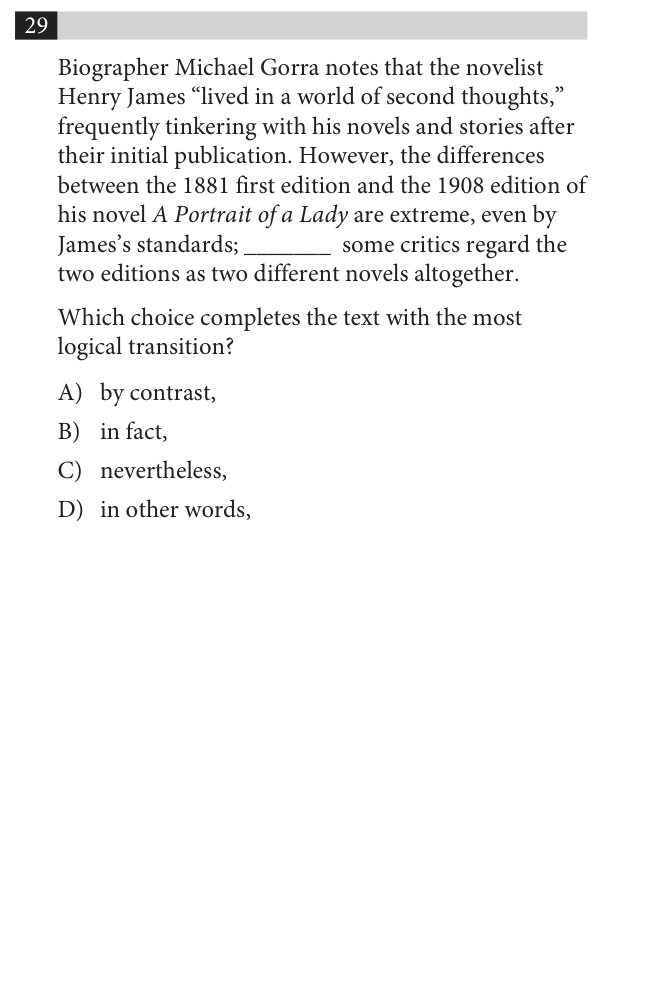 29
Biographer Michael Gorra notes that the novelist
Henry James “lived in a world of second thoughts,”
frequently tinkering with his novels and stories after
their initial publication. However, the differences
between the 1881 first edition and the 1908 edition of
his novel A Portrait of a Lady are extreme, even by
James’s standards; _______ some critics regard the
two editions as two different novels altogether.
Which choice completes the text with the most
logical transition?
A) by contrast,
B) in fact,
C) nevertheless,
D) in other words,